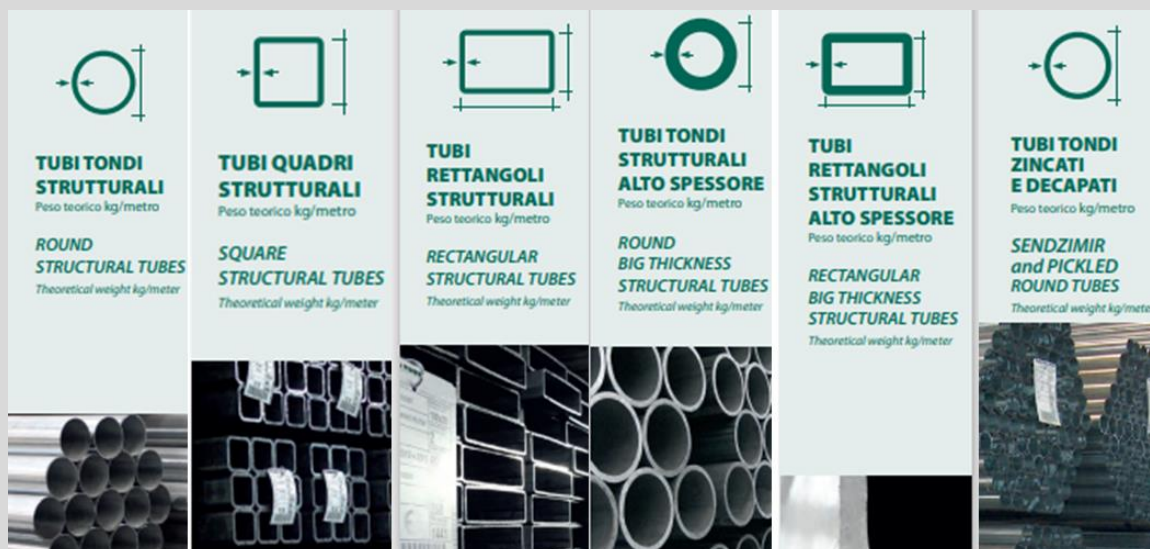 TUBI TONDI
STRUTTURALI
Peso teorico kg/metro
ROUND
STRUCTURAL TUBES
Theoretical weight kg/meter
TUBI QUADRI
STRUTTURALI
Peso teorico kg/metro
SQUARE
STRUCTURAL TUBES
Theoretical weight kg/meter
TUBI
RETTANGOLI
STRUTTURALI
Peso teorico kg/metro
RECTANGULAR
STRUCTURAL TUBES
Theoretical weight kg/meter
TUBI TONDI
STRUTTURALI
ALTO SPESSORE
Peso teorico kg/metro
ROUND
BIG THICKNESS
STRUCTURAL TUBES
Theoretical weight kg/meter
TUBI
RETTANGOLI
STRUTTURALI
ALTO SPESSORE
Peso teorico kg/metro
RECTANGULAR
BIG THICKNESS
STRUCTURAL TUBES
Theoretical weight kg/meter
TUBI TONDI
ZINCATI
E DECAPATI
Peso teorico kg/metro
SENDZIMIR
and PICKLED
ROUND TUBES
Theoretical weight kg/mete